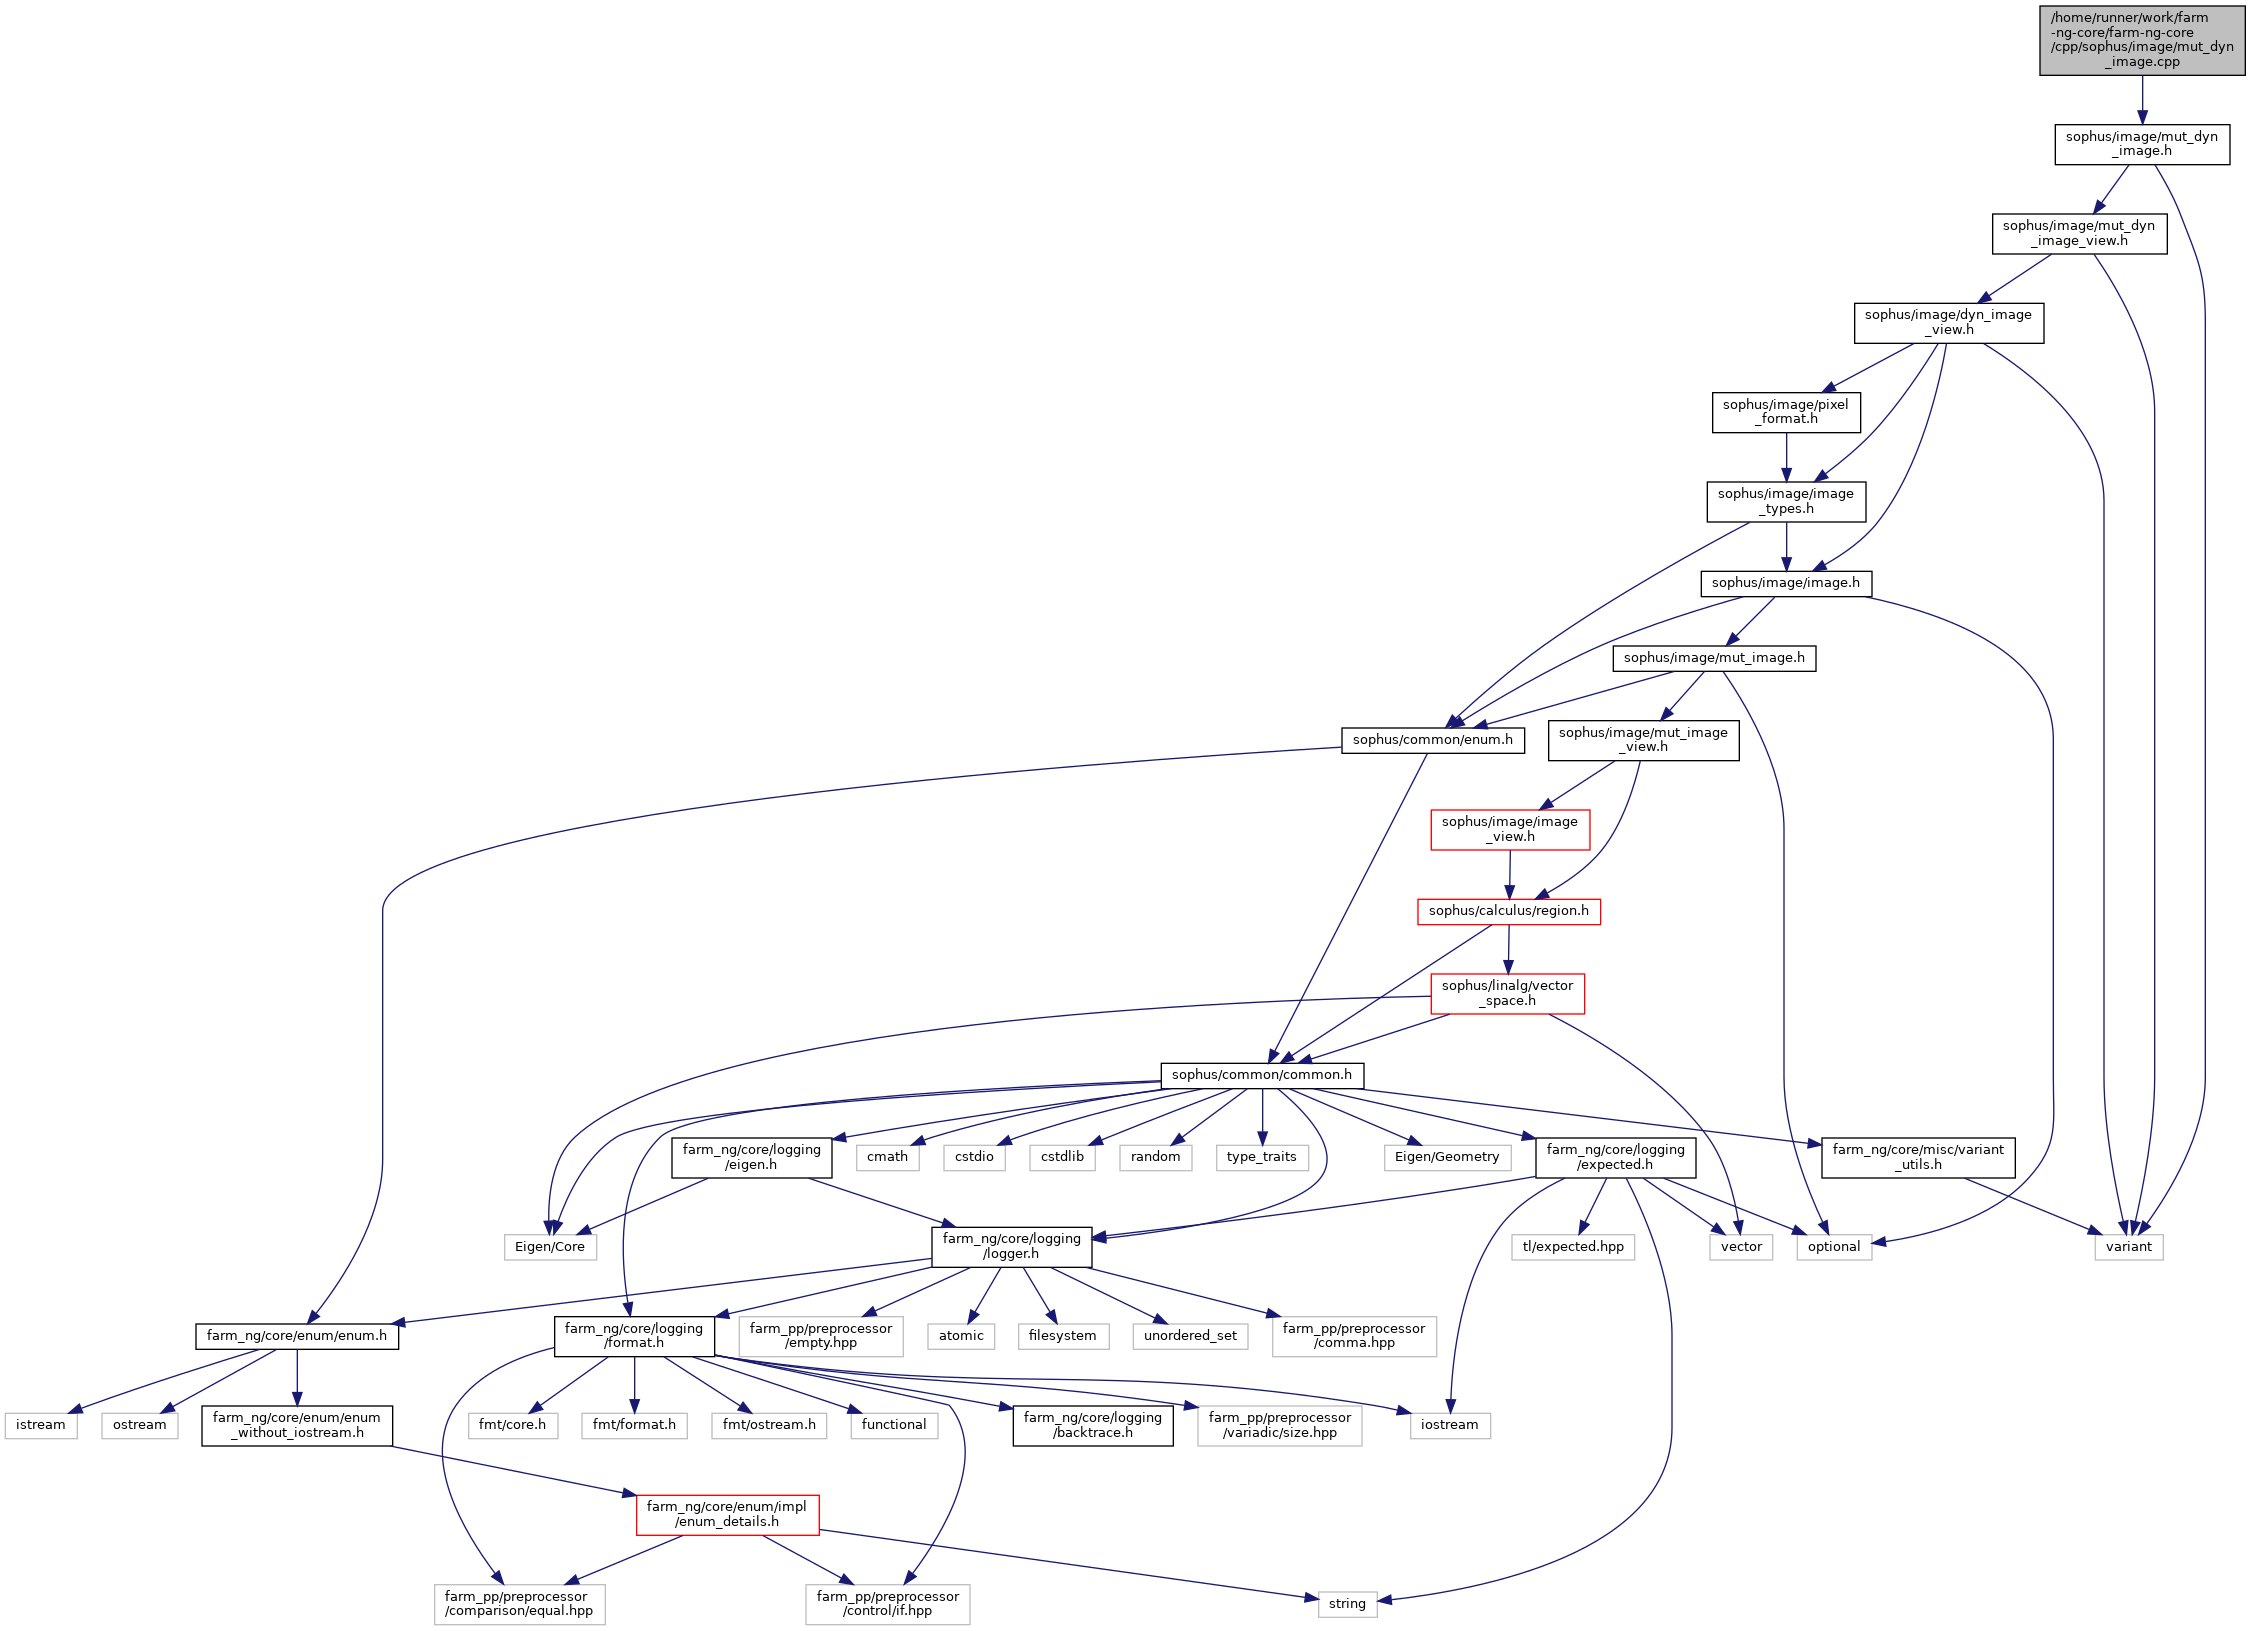 /home/runner/work/farm
-ng-core/farm-ng-core
/cpp/sophus/image/mut_dyn
_image.cpp
sophus/image/mut_dyn
_image.h
sophus/image/mut_dyn
_image_view.h
sophus/image/dyn_image
_view.h
sophus/image/pixel
_format.h
sophus/image/image
_types.h
sophus/image/image.h
sophus/image/mut_image.h
sophus/common/enum.h
sophus/image/mut_image
_view.h
sophus/image/image
_view.h
sophus/calculus/region.h
sophus/linalg/vector
_space.h
sophus/common/common.h
farm_ng/core/logging
/eigen.h
cmath
cstdio
cstdlib
random
type_traits
Eigen/Geometry
farm_ng/core/logging
/expected.h
farm_ng/core/misc/variant
_utils.h
Eigen/Core
farm_ng/core/logging
/logger.h
tl/expected.hpp
vector
optional
variant
farm_ng/core/enum/enum.h
farm_ng/core/logging
/format.h
farm_pp/preprocessor
/empty.hpp
atomic
filesystem
unordered_set
farm_pp/preprocessor
/comma.hpp
istream
ostream
farm_ng/core/enum/enum
_without_iostream.h
fmt/core.h
fmt/format.h
fmt/ostream.h
functional
farm_ng/core/logging
/backtrace.h
farm_pp/preprocessor
/variadic/size.hpp
iostream
farm_ng/core/enum/impl
/enum_details.h
farm_pp/preprocessor
/comparison/equal.hpp
farm_pp/preprocessor
/control/if.hpp
string